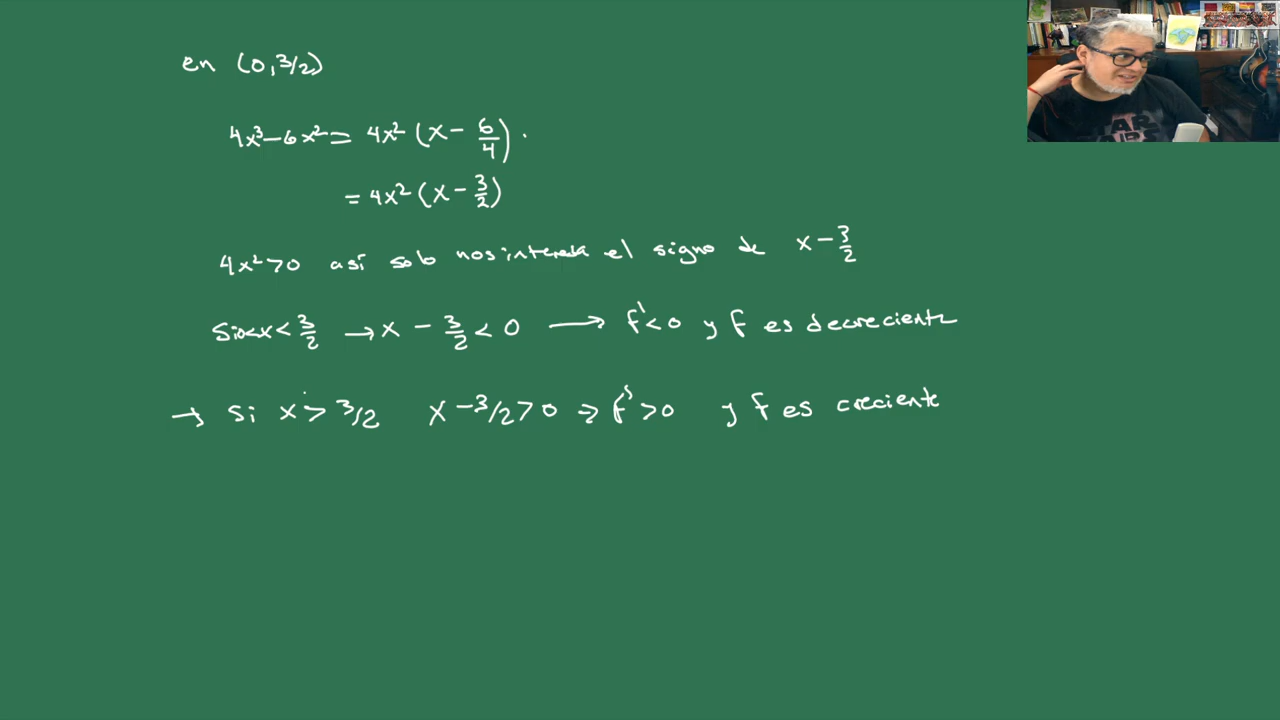 en (0, 3/2)
4x³-6x² = 4x² (x - 6/4) .
= 4x² (x - 3/2)
4x² > 0 así solo nos interesa el signo de x - 3/2
Si 0<x< 3/2 → x - 3/2 < 0 → f' < 0 y f es decreciente
→ Si x > 3/2 x - 3/2 > 0 ⇒ f' > 0 y f es creciente